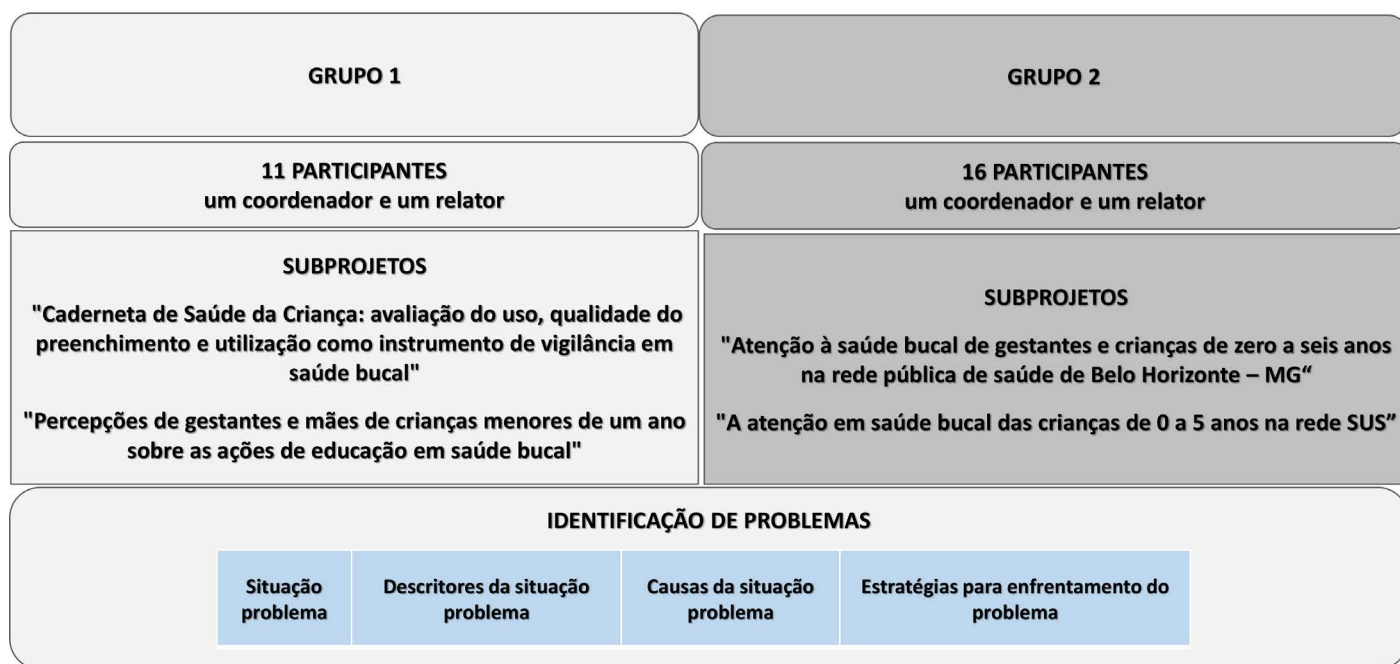 GRUPO 1
11 PARTICIPANTES
um coordenador e um relator
SUBPROJETOS
"Caderneta de Saúde da Criança: avaliação do uso, qualidade do
preenchimento e utilização como instrumento de vigilância em
saúde bucal"
"Percepções de gestantes e mães de crianças menores de um ano
sobre as ações de educação em saúde bucal"
GRUPO 2
16 PARTICIPANTES
um coordenador e um relator
SUBPROJETOS
"Atenção à saúde bucal de gestantes e crianças de zero a seis anos
na rede pública de saúde de Belo Horizonte – MG“
"A atenção em saúde bucal das crianças de 0 a 5 anos na rede SUS”
IDENTIFICAÇÃO DE PROBLEMAS
Situação
problema
Descritores da situação
problema
Causas da situação
problema
Estratégias para enfrentamento do
problema